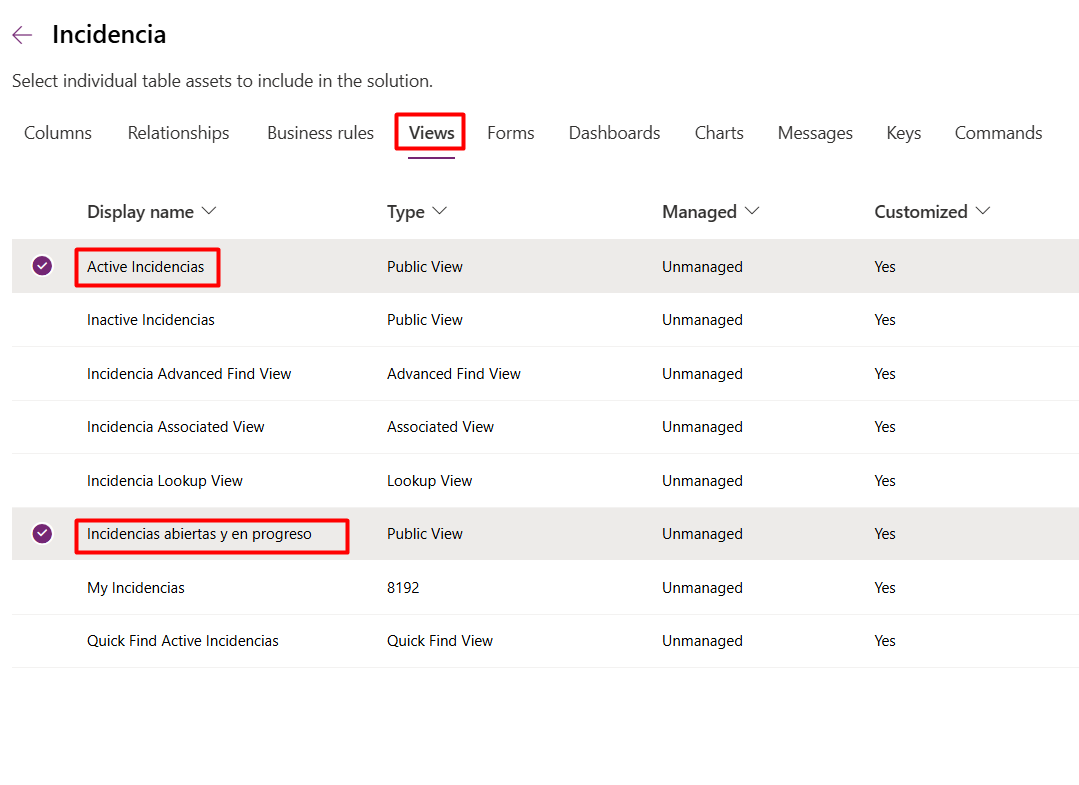 Incidencia
Select individual table assets to include in the solution.
Columns Relationships Business rules Views Forms Dashboards Charts Messages Keys Commands
Display name Type Managed Customized
Active Incidencias Public View Unmanaged Yes
Inactive Incidencias Public View Unmanaged Yes
Incidencia Advanced Find View Advanced Find View Unmanaged Yes
Incidencia Associated View Associated View Unmanaged Yes
Incidencia Lookup View Lookup View Unmanaged Yes
Incidencias abiertas y en progreso Public View Unmanaged Yes
My Incidencias 8192 Unmanaged Yes
Quick Find Active Incidencias Quick Find View Unmanaged Yes